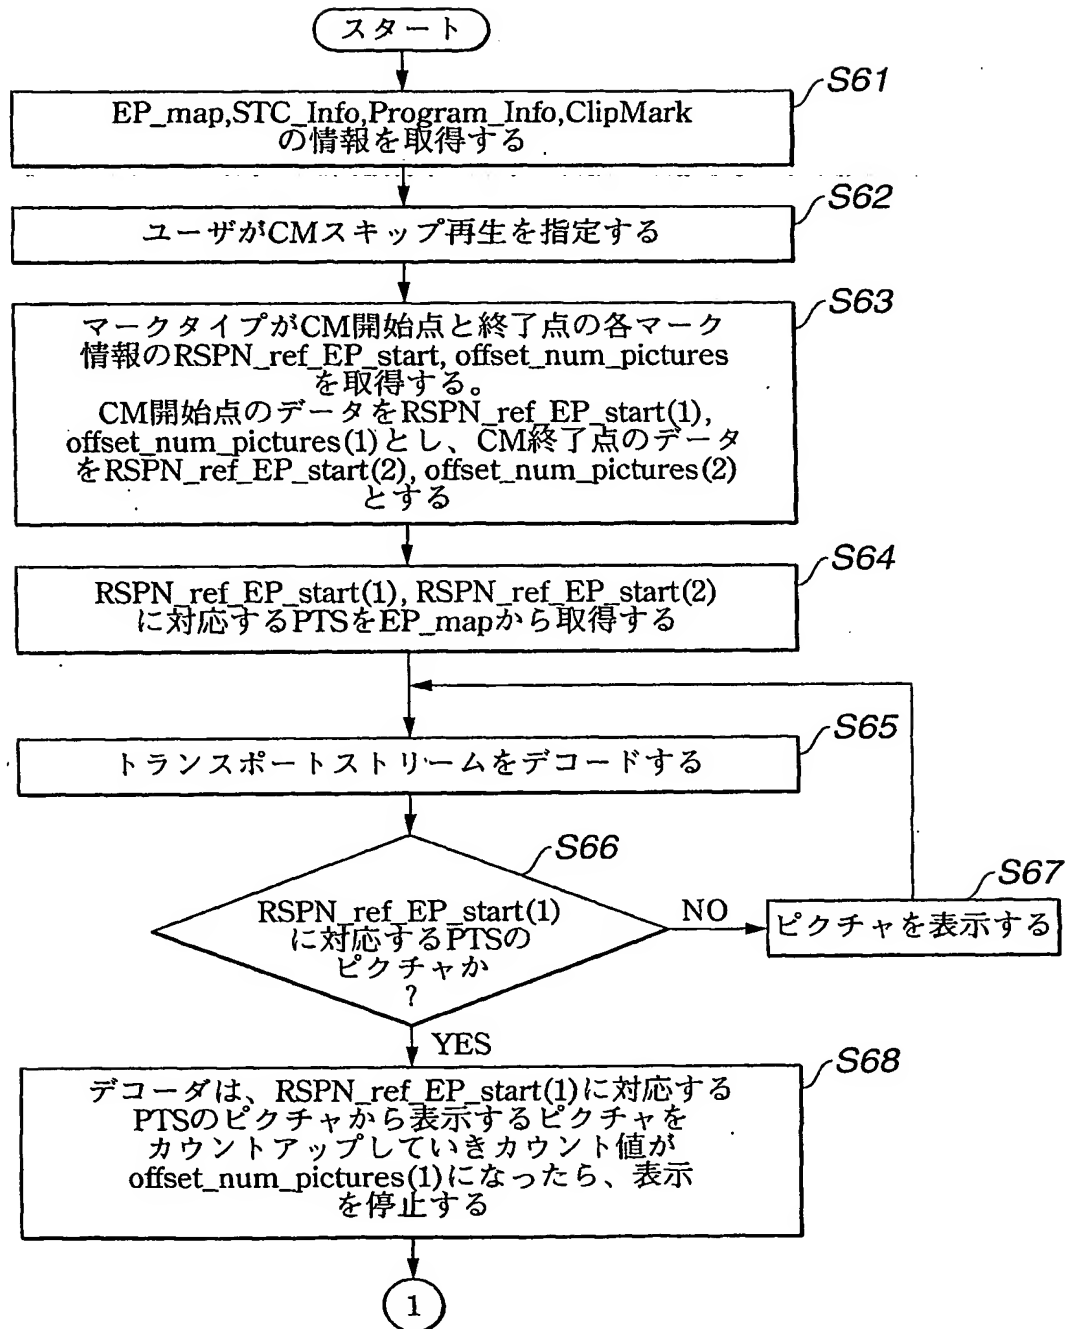 スタート
S61
EP_map,STC_Info,Program_Info,ClipMark
の情報を取得する
S62
ユーザがCMスキップ再生を指定する
S63
マークタイプがCM開始点と終了点の各マーク
情報のRSPN_ref_EP_start, offset_num_pictures
を取得する。
CM開始点のデータをRSPN_ref_EP_start(1),
offset_num_pictures(1)とし、CM終了点のデータ
をRSPN_ref_EP_start(2), offset_num_pictures(2)
とする
S64
RSPN_ref_EP_start(1), RSPN_ref_EP_start(2)
に対応するPTSをEP_mapから取得する
S65
トランスポートストリームをデコードする
S66
RSPN_ref_EP_start(1)
に対応するPTSの
ピクチャか
?
NO
S67
ピクチャを表示する
YES
S68
デコーダは、RSPN_ref_EP_start(1)に対応する
PTSのピクチャから表示するピクチャを
カウントアップしていきカウント値が
offset_num_pictures(1)になったら、表示
を停止する
1